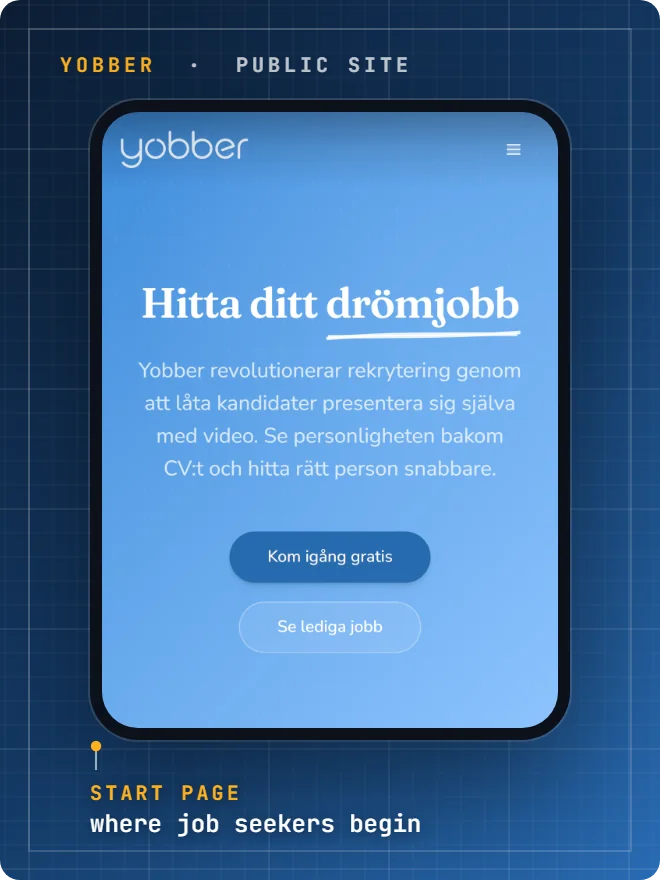 YOBBER · PUBLIC SITE
yobber
Hitta ditt drömjobb
Yobber revolutionerar rekrytering genom
att låta kandidater presentera sig själva
med video. Se personligheten bakom
CV:t och hitta rätt person snabbare.
Kom igång gratis
Se lediga jobb
START PAGE
where job seekers begin